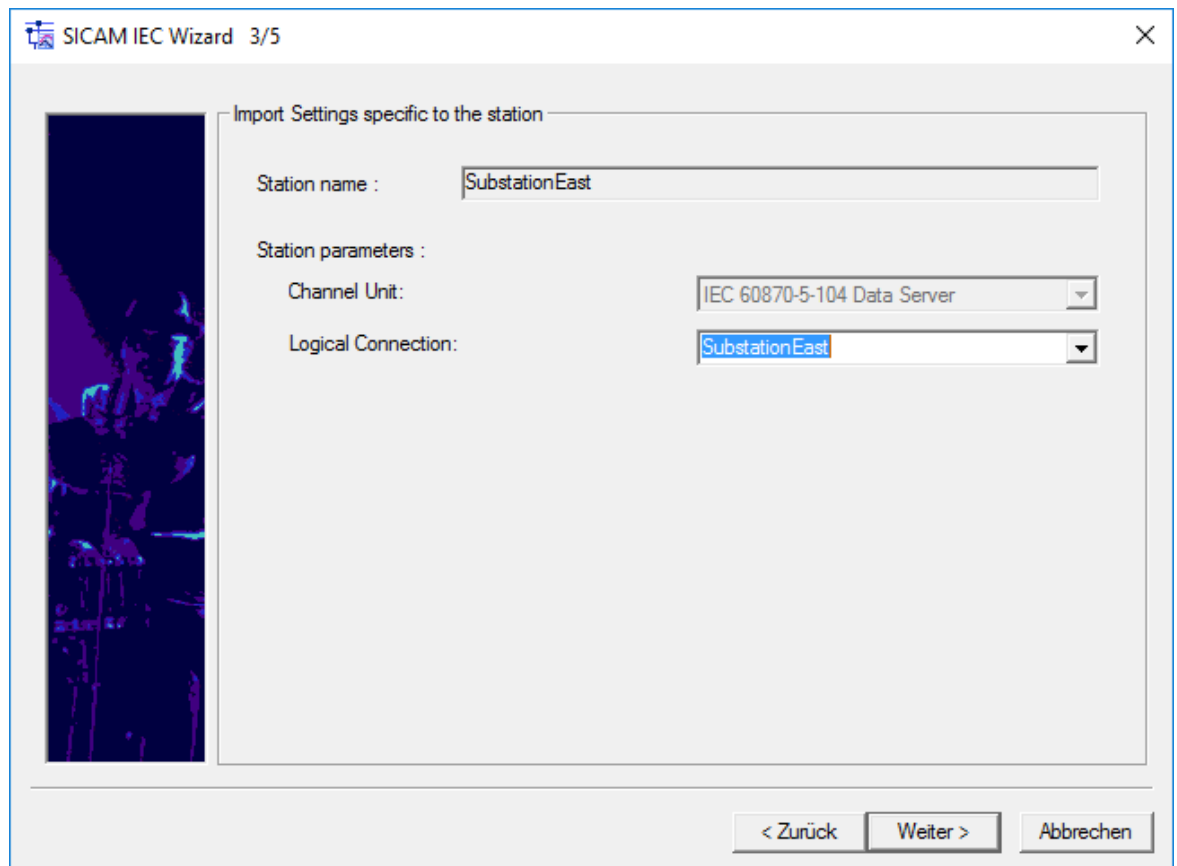 SICAM IEC Wizard 3/5
Import Settings specific to the station
Station name : SubstationEast
Station parameters :
Channel Unit: IEC 60870-5-104 Data Server
Logical Connection: SubstationEast
< Zurück Weiter > Abbrechen